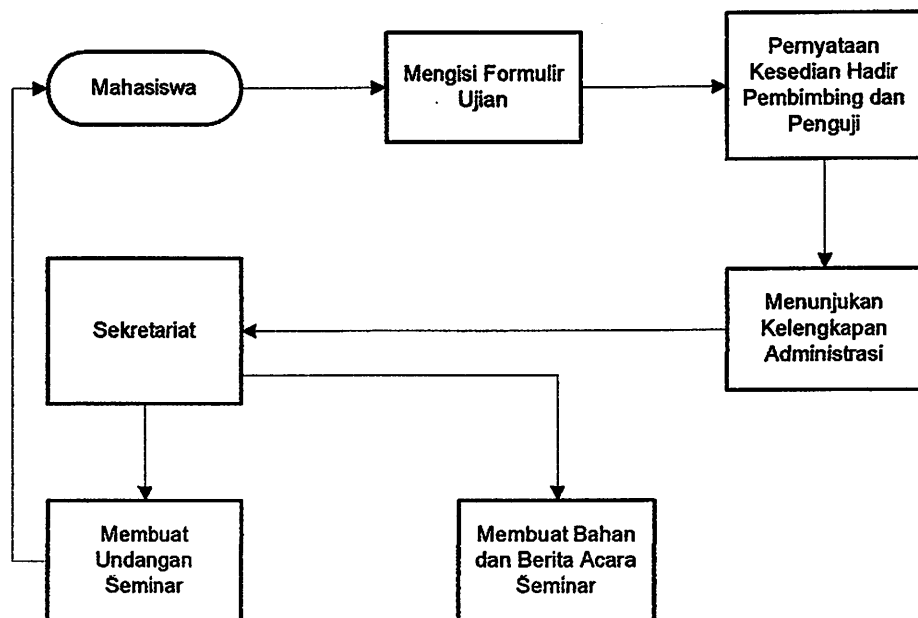 Mahasiswa
Mengisi Formulir
Ujian
Pernyataan
Kesedian Hadir
Pembimbing dan
Penguji
Sekretariat
Menunjukan
Kelengkapan
Administrasi
Membuat
Undangan
Seminar
Membuat Bahan
dan Berita Acara
Seminar